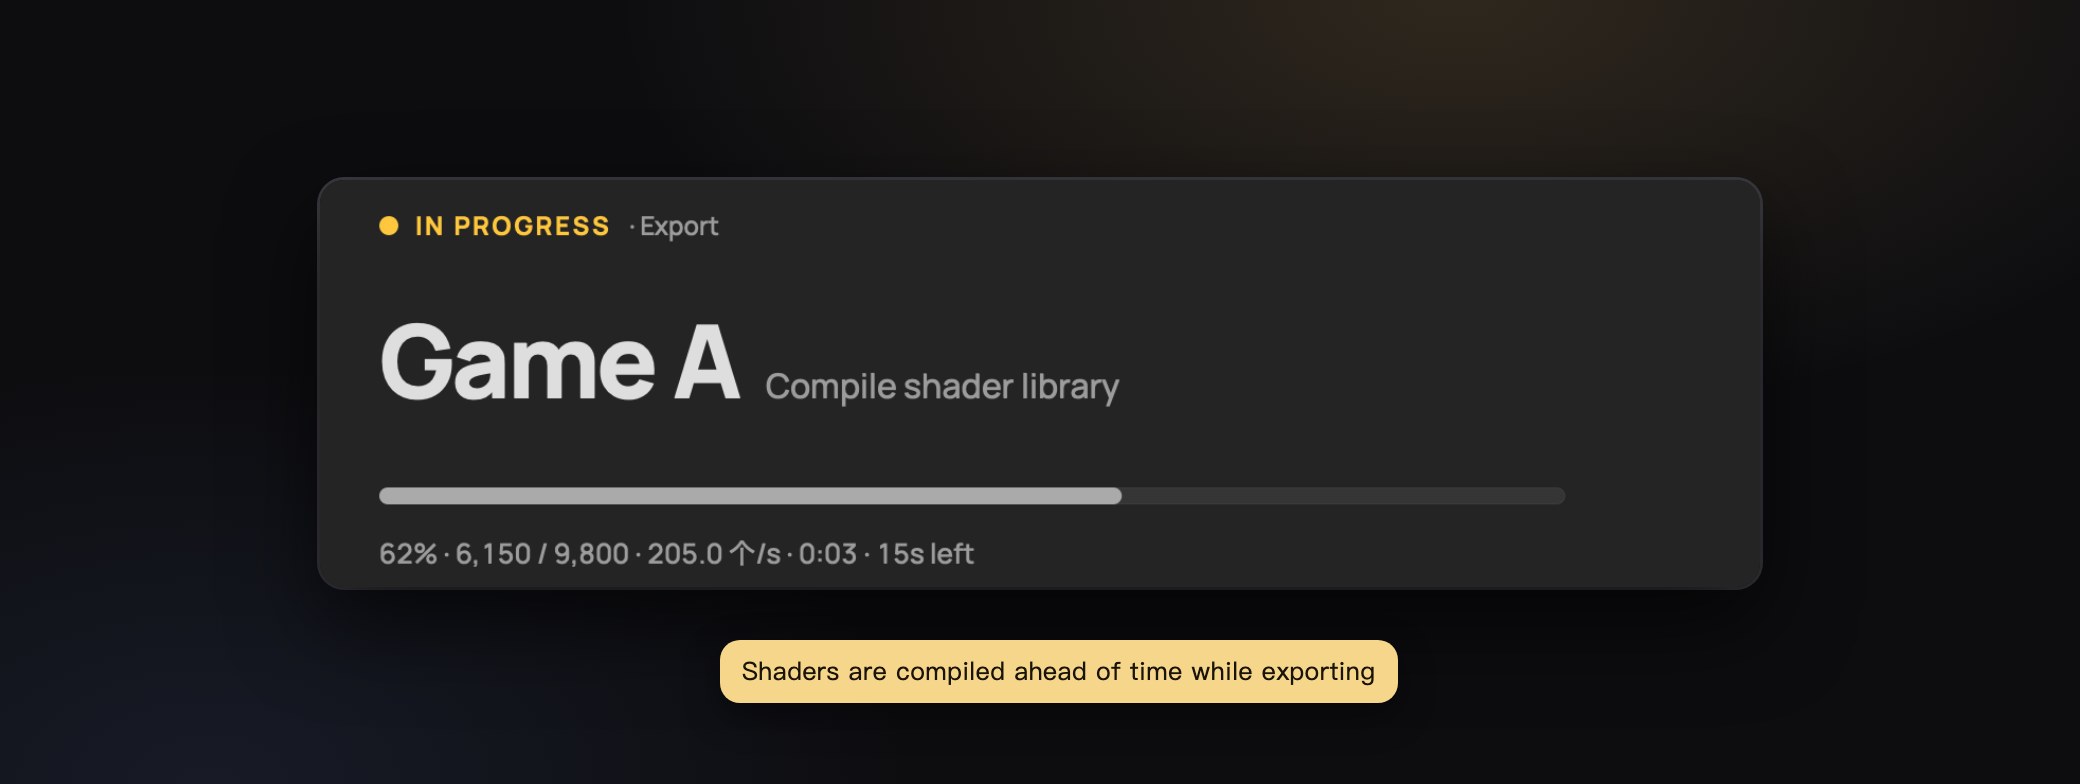 IN PROGRESS · Export
Game A Compile shader library
62% · 6,150 / 9,800 · 205.0 个/s · 0:03 · 15s left
Shaders are compiled ahead of time while exporting